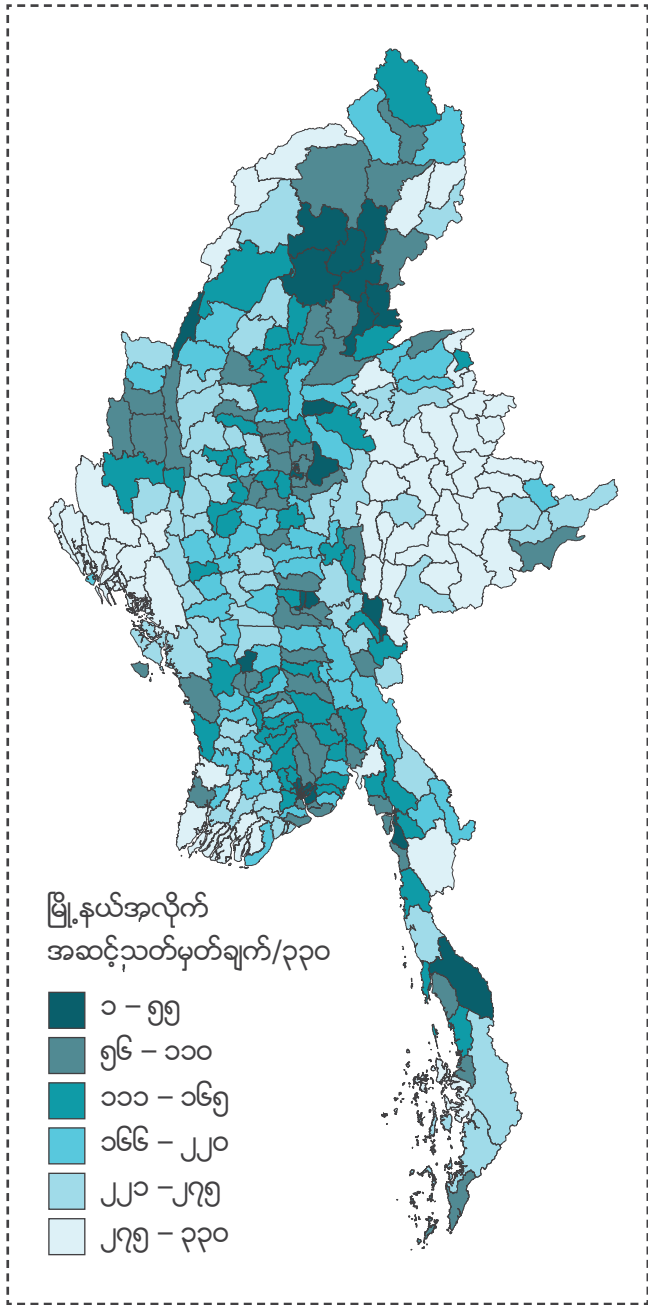 မြို့နယ်အလိုက်
အဆင့်သတ်မှတ်ချက်/၃၃၀
၁ – ၅၅
၅၆ – ၁၁၀
၁၁၁ – ၁၆၅
၁၆၆ – ၂၂၀
၂၂၁ –၂၇၅
၂၇၅ – ၃၃၀